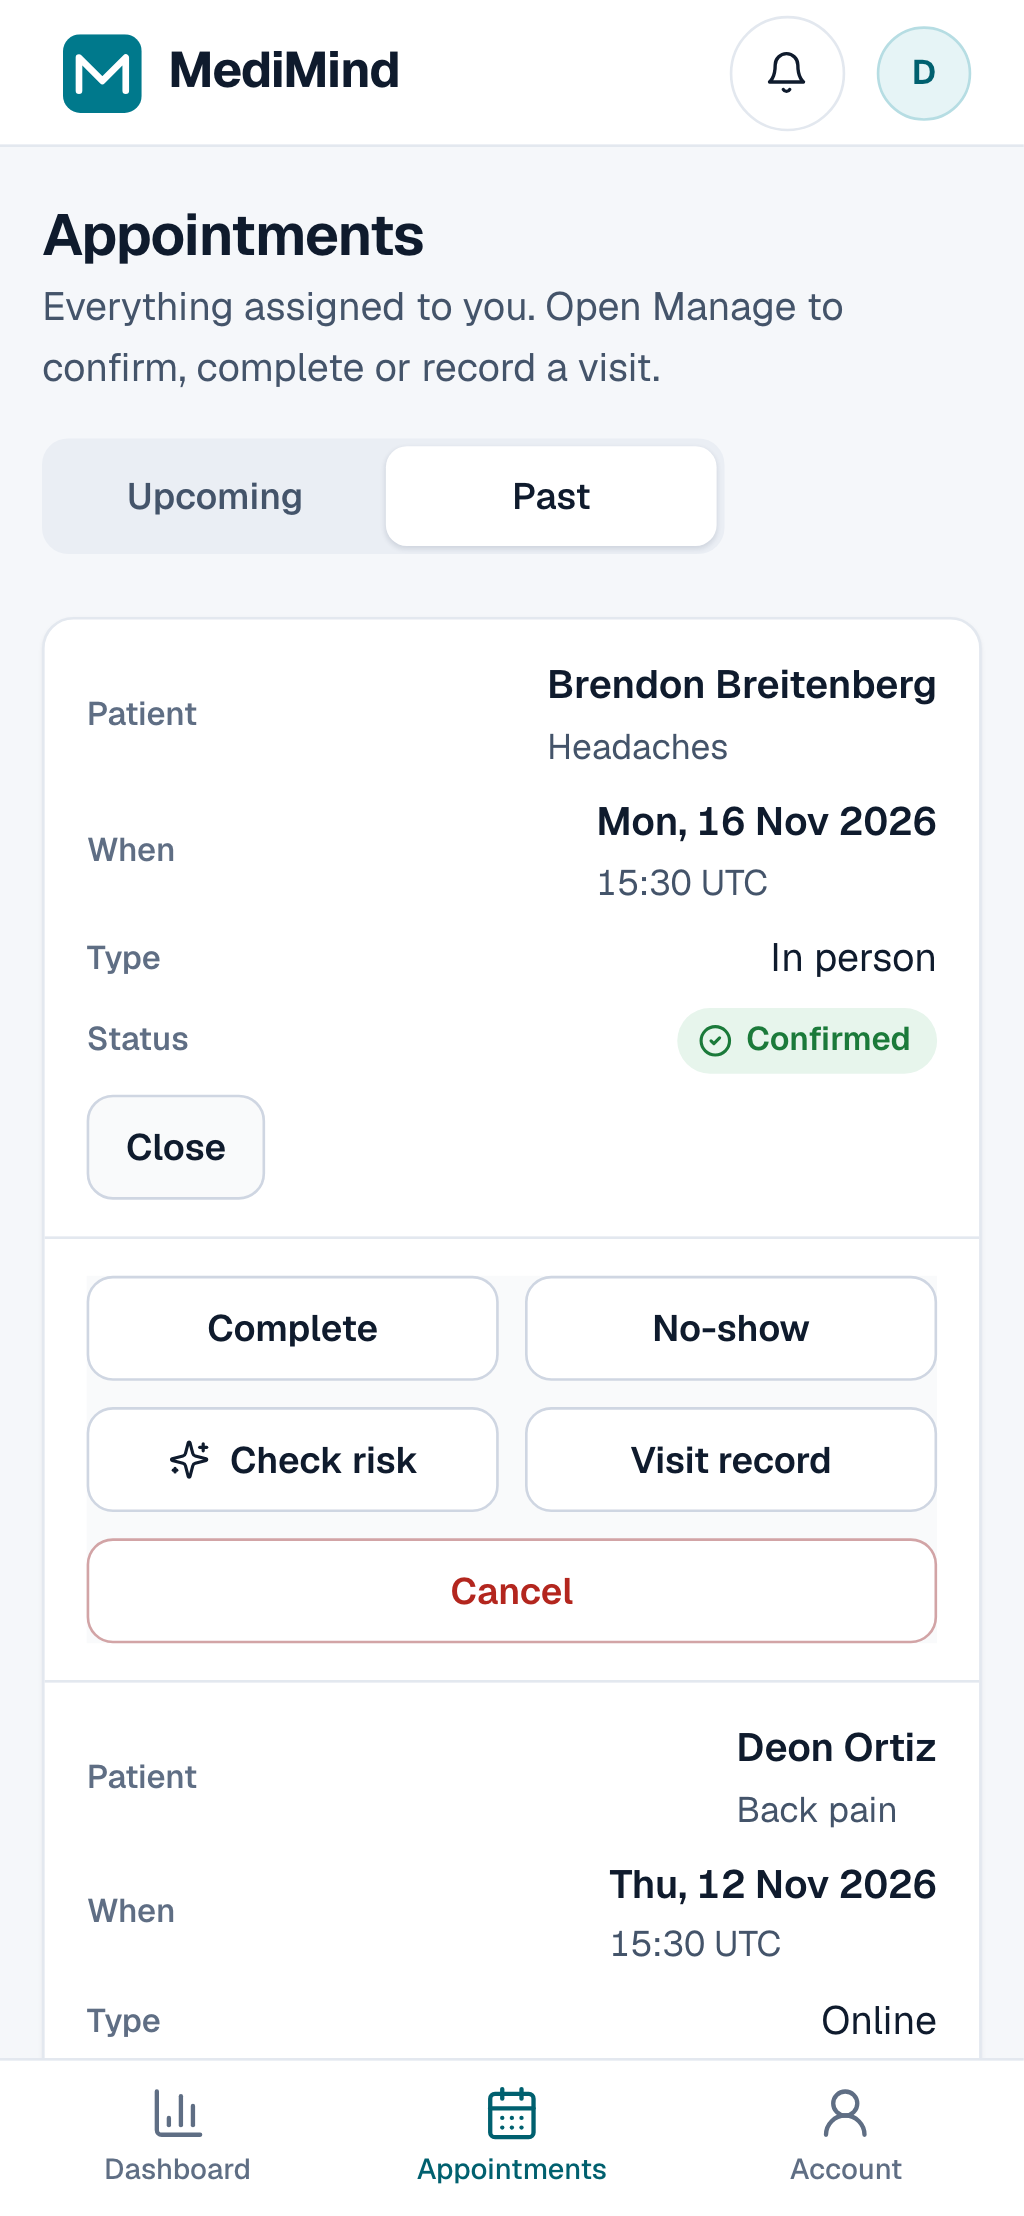 MediMind
D
Appointments
Everything assigned to you. Open Manage to
confirm, complete or record a visit.
Upcoming
Past
Patient
Brendon Breitenberg
Headaches
When
Mon, 16 Nov 2026
15:30 UTC
Type
In person
Status
Confirmed
Close
Complete
No-show
Check risk
Visit record
Cancel
Patient
Deon Ortiz
Back pain
When
Thu, 12 Nov 2026
15:30 UTC
Type
Online
Dashboard
Appointments
Account